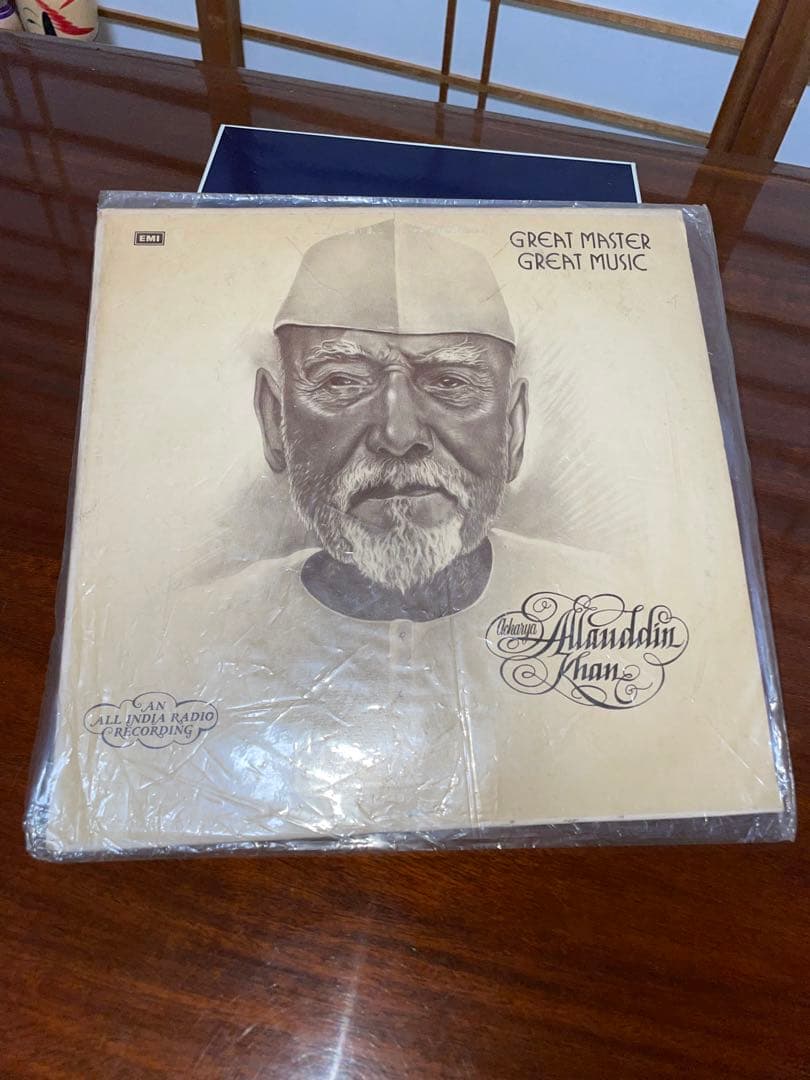 EMI
GREAT MASTER
GREAT MUSIC
Acharya Allauddin
Khan
AN
ALL INDIA RADIO
RECORDING